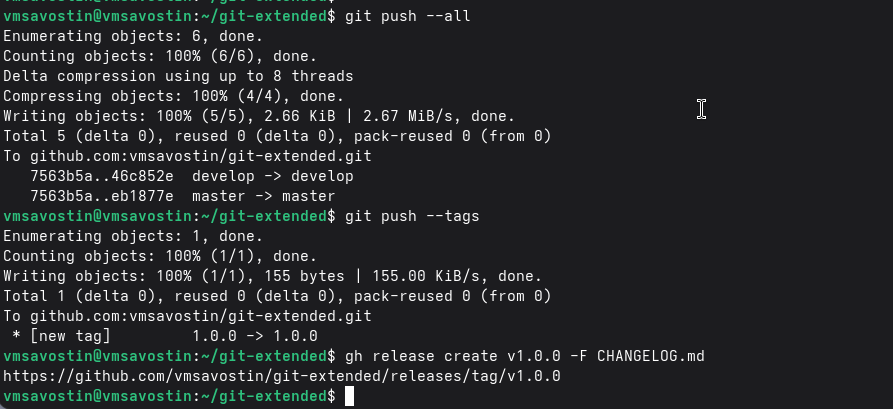 vmsavostin@vmsavostin:~/git-extended$ git push --all
Enumerating objects: 6, done.
Counting objects: 100% (6/6), done.
Delta compression using up to 8 threads
Compressing objects: 100% (4/4), done.
Writing objects: 100% (5/5), 2.66 KiB | 2.67 MiB/s, done.
Total 5 (delta 0), reused 0 (delta 0), pack-reused 0 (from 0)
To github.com:vmsavostin/git-extended.git
   7563b5a..46c852e  develop -> develop
   7563b5a..eb1877e  master -> master
vmsavostin@vmsavostin:~/git-extended$ git push --tags
Enumerating objects: 1, done.
Counting objects: 100% (1/1), done.
Writing objects: 100% (1/1), 155 bytes | 155.00 KiB/s, done.
Total 1 (delta 0), reused 0 (delta 0), pack-reused 0 (from 0)
To github.com:vmsavostin/git-extended.git
 * [new tag]         1.0.0 -> 1.0.0
vmsavostin@vmsavostin:~/git-extended$ gh release create v1.0.0 -F CHANGELOG.md
https://github.com/vmsavostin/git-extended/releases/tag/v1.0.0
vmsavostin@vmsavostin:~/git-extended$